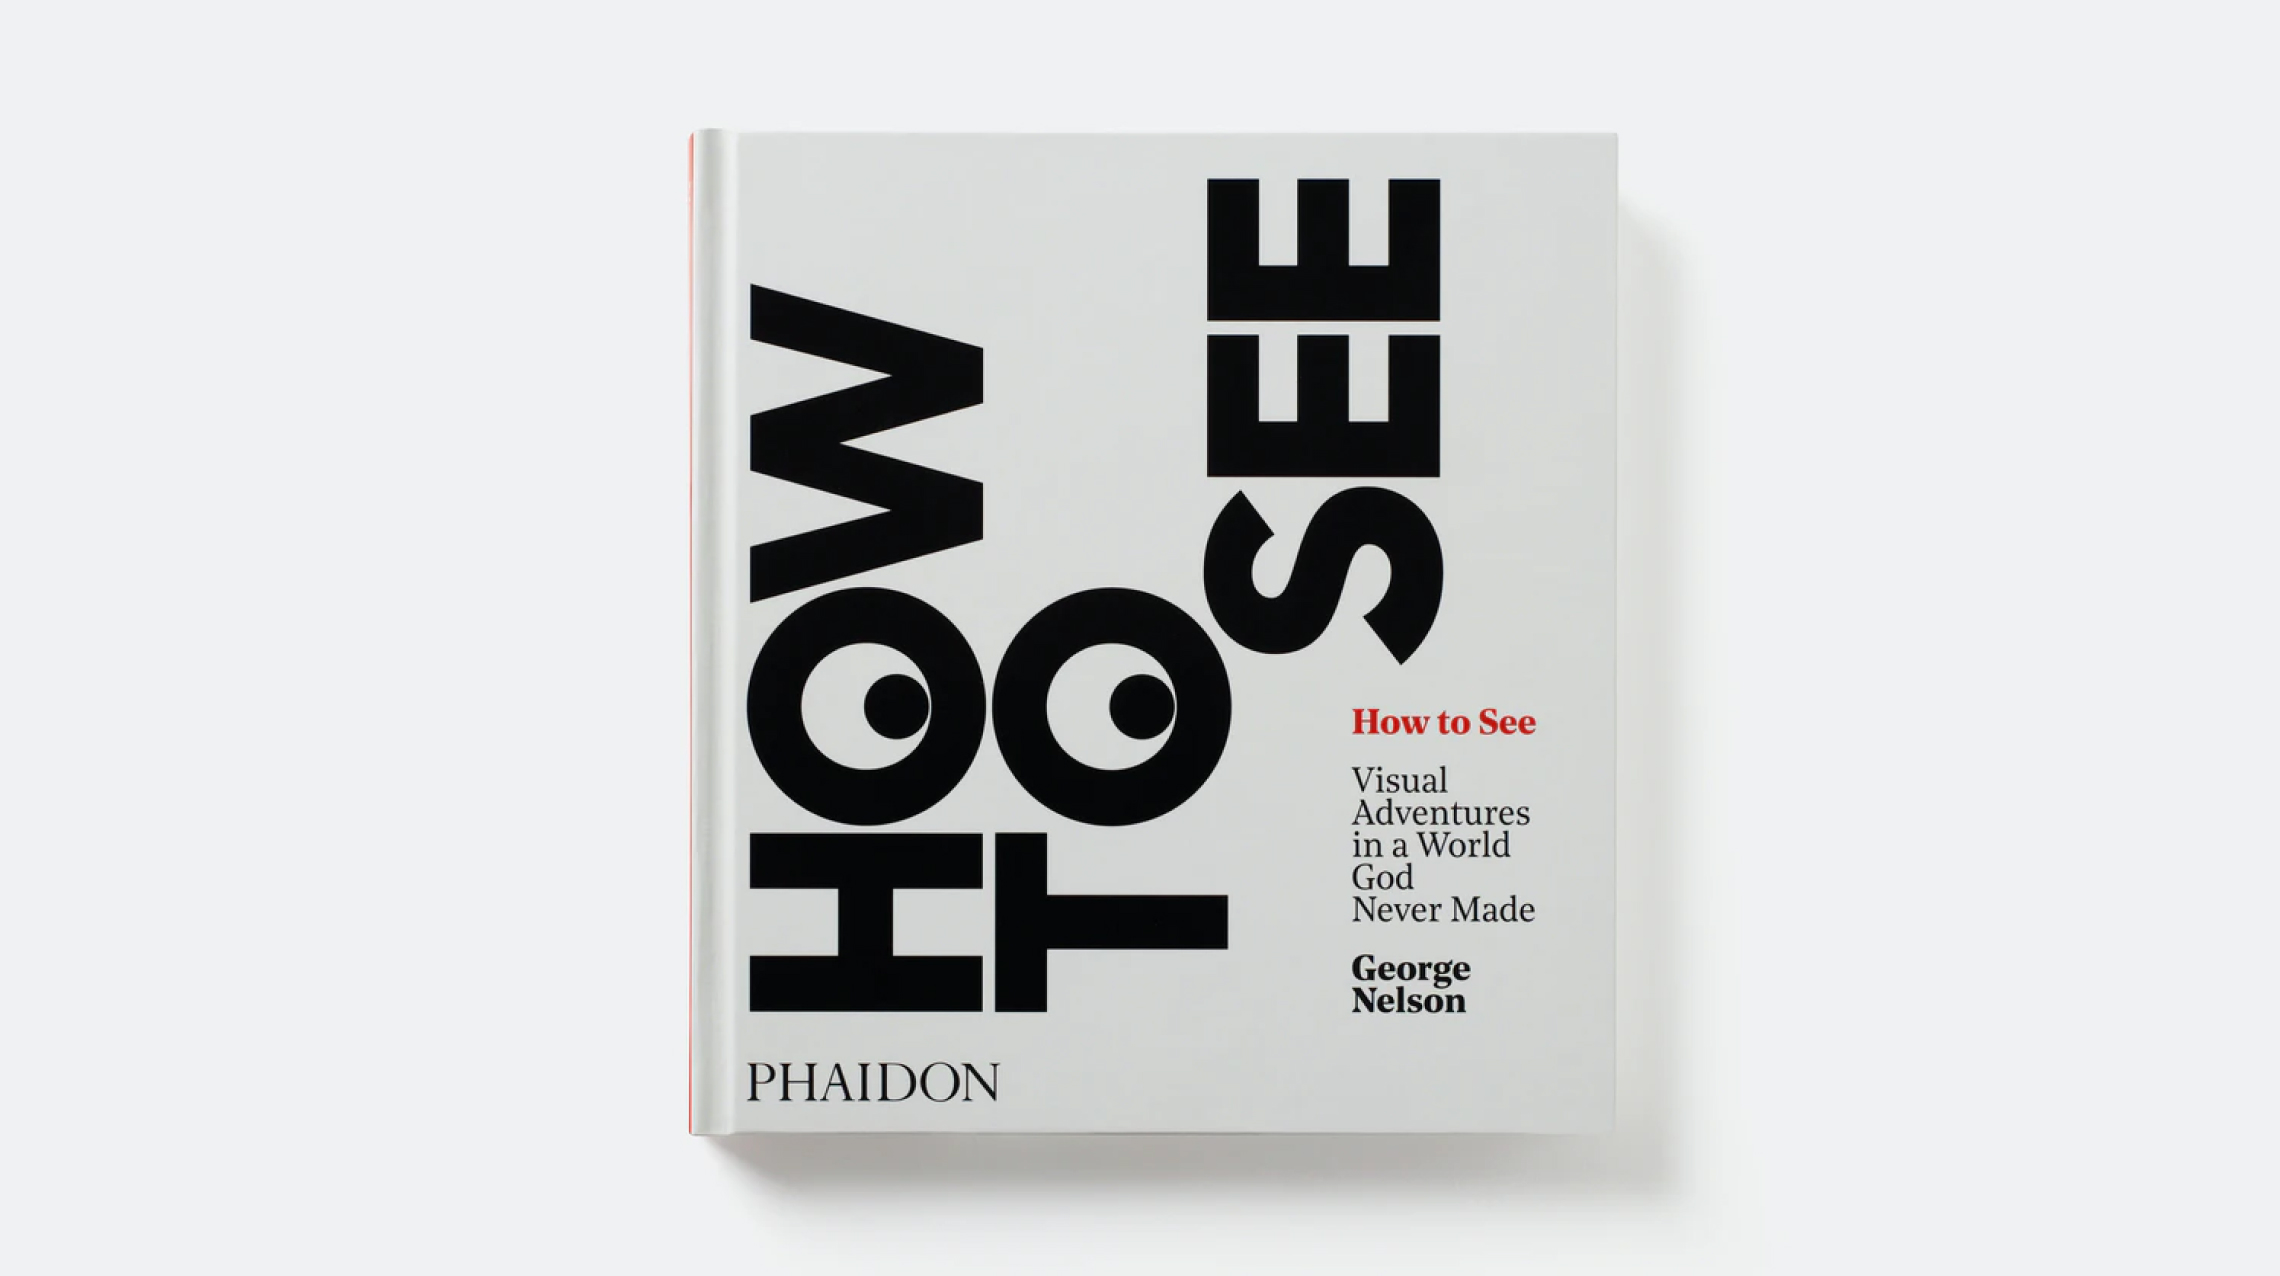 HOW
TO
SEE
How to See
Visual
Adventures
in a World
God
Never Made
George
Nelson
PHAIDON